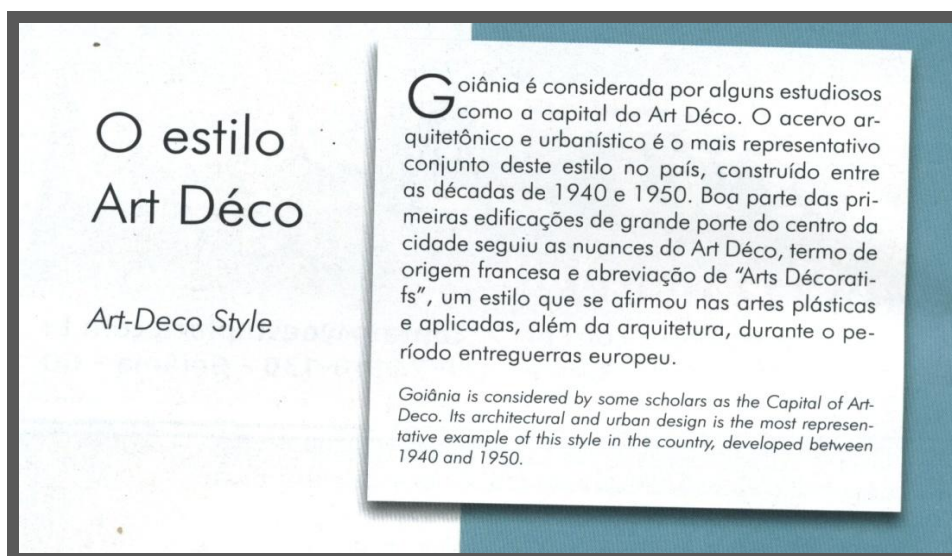 O estilo
Art Déco
Art-Deco Style
Goiânia é considerada por alguns estudiosos
como a capital do Art Déco. O acervo ar-
quitetônico e urbanístico é o mais representativo
conjunto deste estilo no país, construído entre
as décadas de 1940 e 1950. Boa parte das pri-
meiras edificações de grande porte do centro da
cidade seguiu as nuances do Art Déco, termo de
origem francesa e abreviação de “Arts Décorati-
fs”, um estilo que se afirmou nas artes plásticas
e aplicadas, além da arquitetura, durante o pe-
ríodo entreguerras europeu.
Goiânia is considered by some scholars as the Capital of Art-
Deco. Its architectural and urban design is the most represen-
tative example of this style in the country, developed between
1940 and 1950.